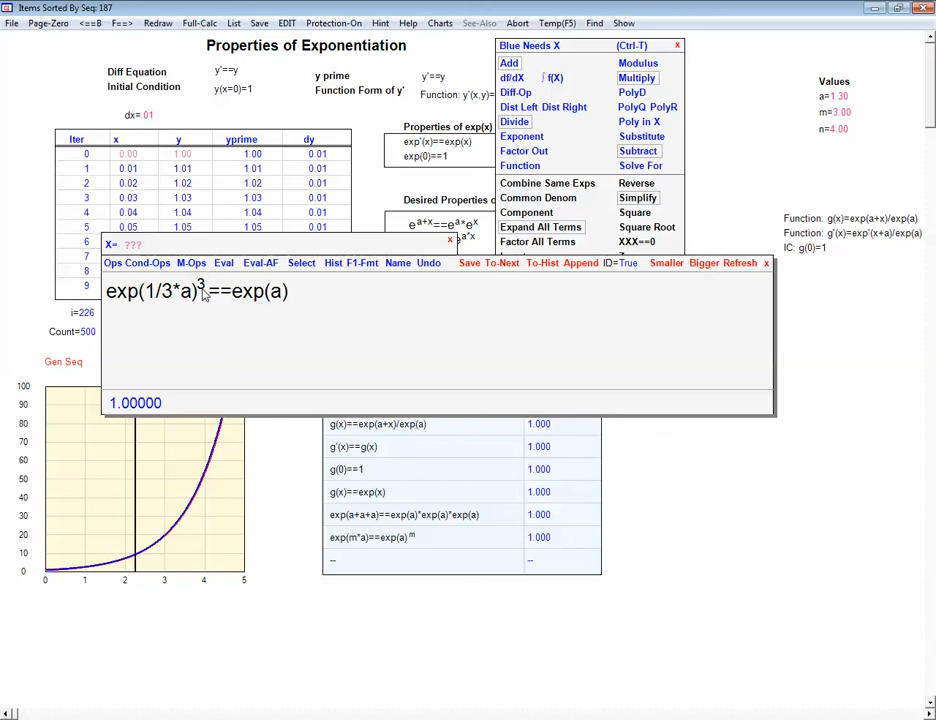 Items Sorted By Seq: 187
File Page-Zero <==B F==> Redraw Full-Calc List Save EDIT Protection-On Hint Help Charts See-Also Abort Temp(F5) Find Show
Properties of Exponentiation
Diff Equation y'==y
Initial Condition y(x=0)=1
y prime y'==y
Function Form of y' Function: y'(x,y)=
dx=.01
Iter x y yprime dy
0 0.00 1.00 1.00 0.01
1 0.01 1.01 1.01 0.01
2 0.02 1.02 1.02 0.01
3 0.03 1.03 1.03 0.01
4 0.04 1.04 1.04 0.01
5 0.05 1.05 1.05 0.01
6
7
8
9
i=226
Count=500
Gen Seq
Properties of exp(x)
exp'(x)==exp(x)
exp(0)==1
Desired Properties o
e^a+x==e^a*e^x
a*x
Blue Needs X (Ctrl-T) x
Add Modulus
df/dX ∫f(X) Multiply
Diff-Op PolyD
Dist Left Dist Right PolyQ PolyR
Divide Poly in X
Exponent Substitute
Factor Out Subtract
Function Solve For
Combine Same Exps Reverse
Common Denom Simplify
Component Square
Expand All Terms Square Root
Factor All Terms XXX==0
Values
a=1.30
m=3.00
n=4.00
Function: g(x)=exp(a+x)/exp(a)
Function: g'(x)=exp'(x+a)/exp(a)
IC: g(0)=1
X= ??? x
Ops Cond-Ops M-Ops Eval Eval-AF Select Hist F1-Fmt Name Undo Save To-Next To-Hist Append ID=True Smaller Bigger Refresh x
exp(1/3*a)³==exp(a)
1.00000
100
90
80
70
60
50
40
30
20
10
0
0 1 2 3 4 5
g(x)==exp(a+x)/exp(a) 1.000
g'(x)==g(x) 1.000
g(0)==1 1.000
g(x)==exp(x) 1.000
exp(a+a+a)==exp(a)*exp(a)*exp(a) 1.000
exp(m*a)==exp(a)^m 1.000
-- --